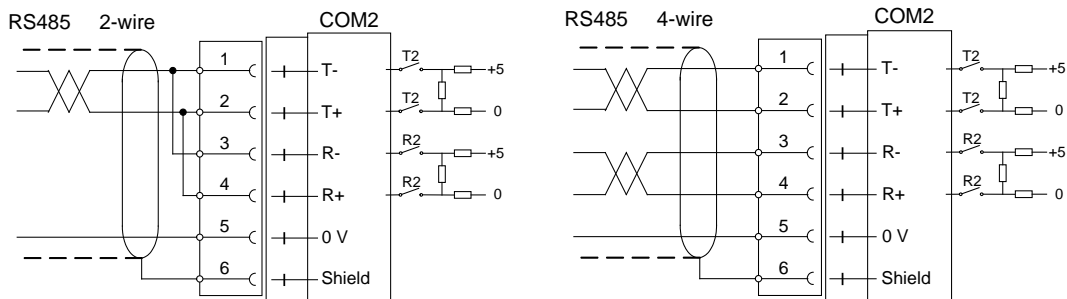 RS485 2-wire COM2
1 T- T2 +5
2 T+ T2 0
3 R- R2 +5
4 R+ R2 0
5 0 V
6 Shield
RS485 4-wire COM2
1 T- T2 +5
2 T+ T2 0
3 R- R2 +5
4 R+ R2 0
5 0 V
6 Shield